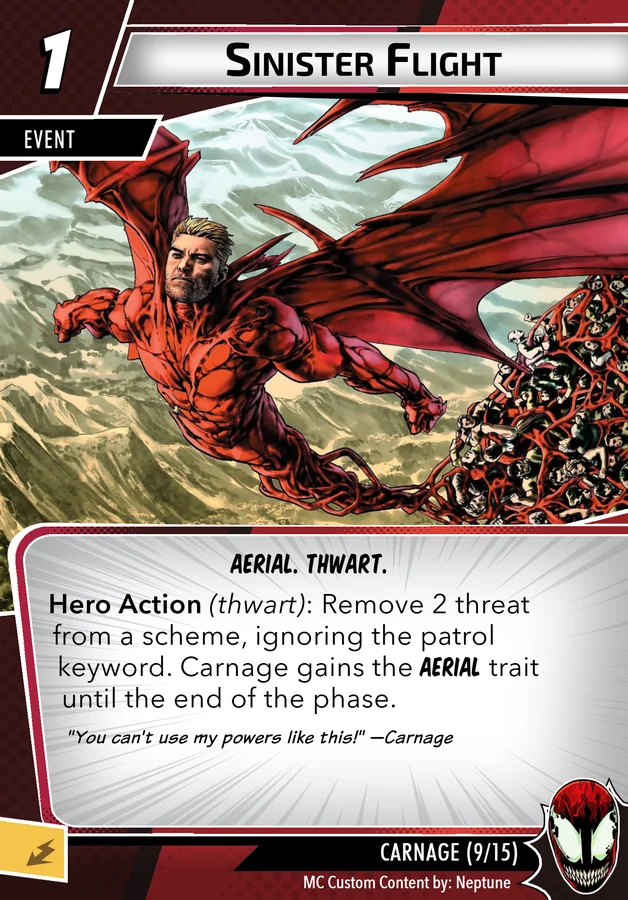 1
SINISTER FLIGHT
EVENT
AERIAL. THWART.
Hero Action (thwart): Remove 2 threat
from a scheme, ignoring the patrol
keyword. Carnage gains the AERIAL trait
until the end of the phase.
"You can't use my powers like this!" —Carnage
CARNAGE (9/15)
MC Custom Content by: Neptune